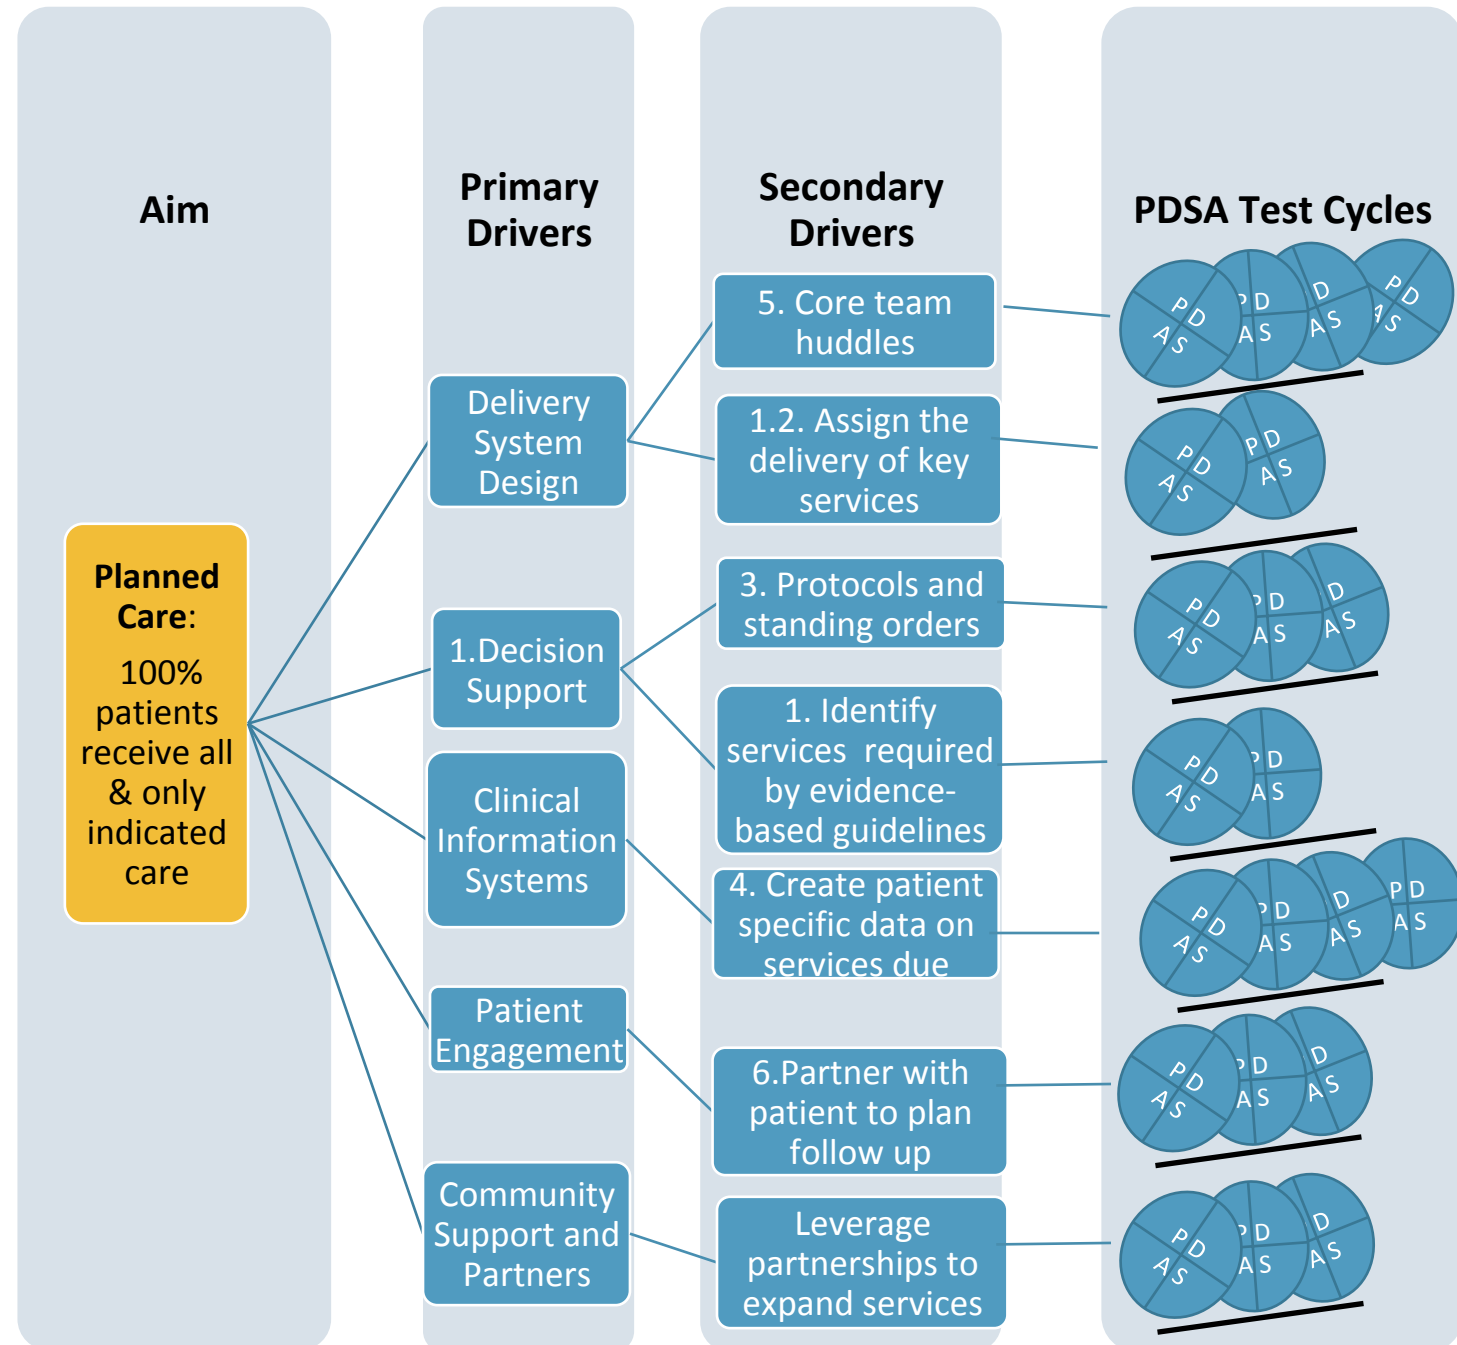 Aim
Primary
Drivers
Secondary
Drivers
PDSA Test Cycles
Planned
Care:
100%
patients
receive all
& only
indicated
care
Delivery
System
Design
1.Decision
Support
Clinical
Information
Systems
Patient
Engagement
Community
Support and
Partners
5. Core team
huddles
1.2. Assign the
delivery of key
services
3. Protocols and
standing orders
1. Identify
services  required
by evidence-
based guidelines
4. Create patient
specific data on
services due
6.Partner with
patient to plan
follow up
Leverage
partnerships to
expand services
P D P D D P D
A S A S A S A S
P D P D
A S A S
P D P D D
A S A S A S
P D P D
A S A S
P D P D D P D
A S A S A S A S
P D P D D
A S A S A S
P D P D D
A S A S A S